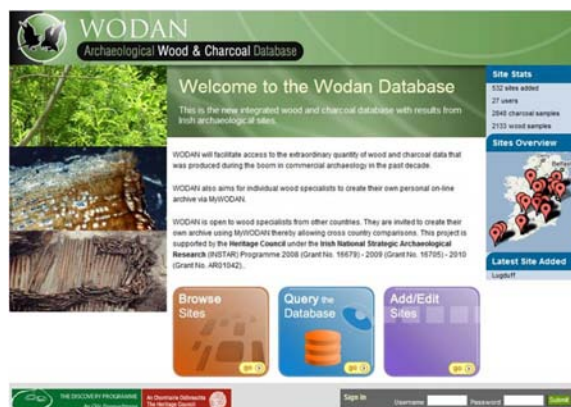 WODAN
Archaeological Wood & Charcoal Database
Welcome to the Wodan Database
This is the new integrated wood and charcoal database with results from
Irish archaeological sites.
WODAN will facilitate access to the extraordinary quantity of wood and charcoal data that
was produced during the boom in commercial archaeology in the past decade.
WODAN also aims for individual wood specialists to create their own personal on-line
archive via MyWODAN.
WODAN is open to wood specialists from other countries. They are invited to create their
own archive using MyWODAN thereby allowing cross country comparisons. This project is
supported by the Heritage Council under the Irish National Strategic Archaeological
Research (INSTAR) Programme 2008 (Grant No. 16679) - 2009 (Grant No. 16705) - 2010
(Grant No. AR01042).
Browse
Sites
go
Query the
Database
go
Add/Edit
Sites
go
Site Stats
532 sites added
27 users
2848 charcoal samples
2133 wood samples
Sites Overview
Latest Site Added
Lugduff
THE DISCOVERY PROGRAMME
An Chomhairle Oidhreachta
The Heritage Council
Sign In
Username
Password
Submit